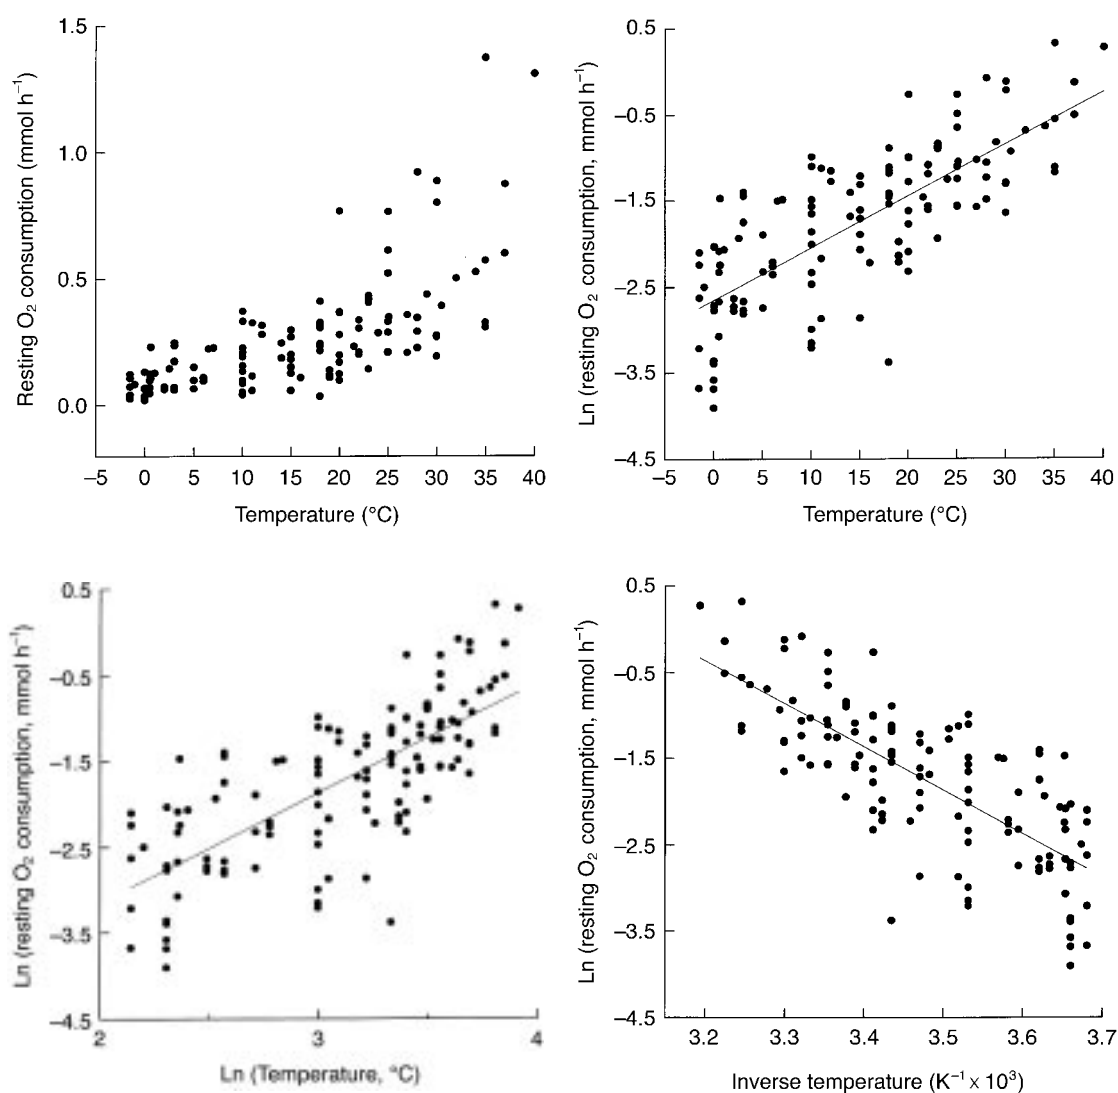 1.5
1.0
0.5
0.0
Resting O2 consumption (mmol h−1)
−5 0 5 10 15 20 25 30 35 40
Temperature (°C)
0.5
−0.5
−1.5
−2.5
−3.5
−4.5
Ln (resting O2 consumption, mmol h−1)
−5 0 5 10 15 20 25 30 35 40
Temperature (°C)
0.5
−0.5
−1.5
−2.5
−3.5
−4.5
Ln (resting O2 consumption, mmol h−1)
2 3 4
Ln (Temperature, °C)
0.5
−0.5
−1.5
−2.5
−3.5
−4.5
Ln (resting O2 consumption, mmol h−1)
3.2 3.3 3.4 3.5 3.6 3.7
Inverse temperature (K−1 × 103)